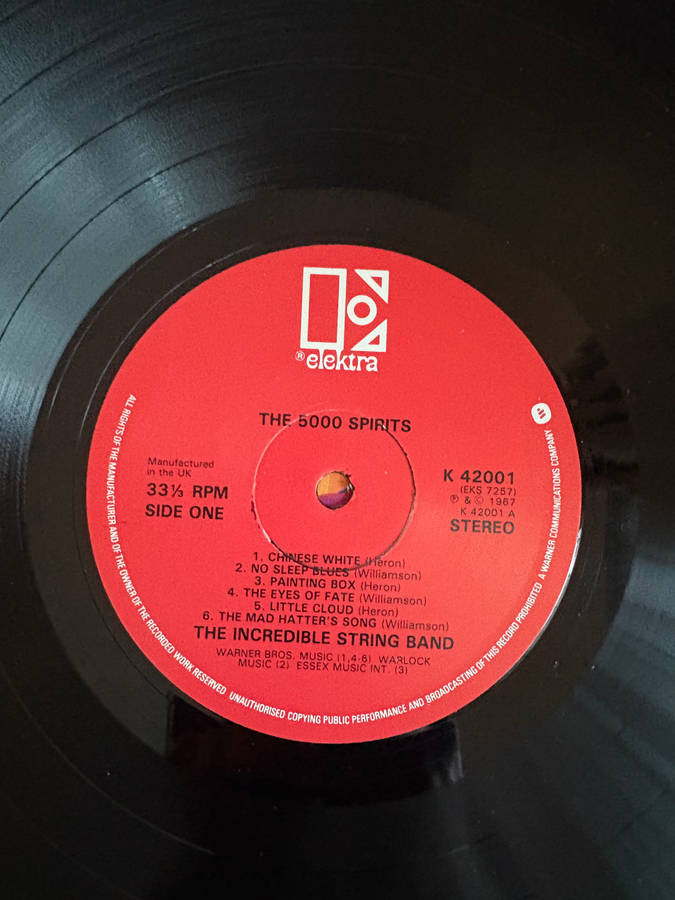 ® elektra
THE 5000 SPIRITS
Manufactured
in the UK
33⅓ RPM
SIDE ONE
K 42001
(EKS 7257)
℗ & © 1967
K 42001 A
STEREO
1. CHINESE WHITE (Heron)
2. NO SLEEP BLUES (Williamson)
3. PAINTING BOX (Heron)
4. THE EYES OF FATE (Williamson)
5. LITTLE CLOUD (Heron)
6. THE MAD HATTER'S SONG (Williamson)
THE INCREDIBLE STRING BAND
WARNER BROS. MUSIC (1,4-6) WARLOCK
MUSIC (2) ESSEX MUSIC INT. (3)
ALL RIGHTS OF THE MANUFACTURER AND OF THE OWNER OF THE RECORDED WORK RESERVED UNAUTHORISED COPYING PUBLIC PERFORMANCE AND BROADCASTING OF THIS RECORD PROHIBITED A WARNER COMMUNICATIONS COMPANY